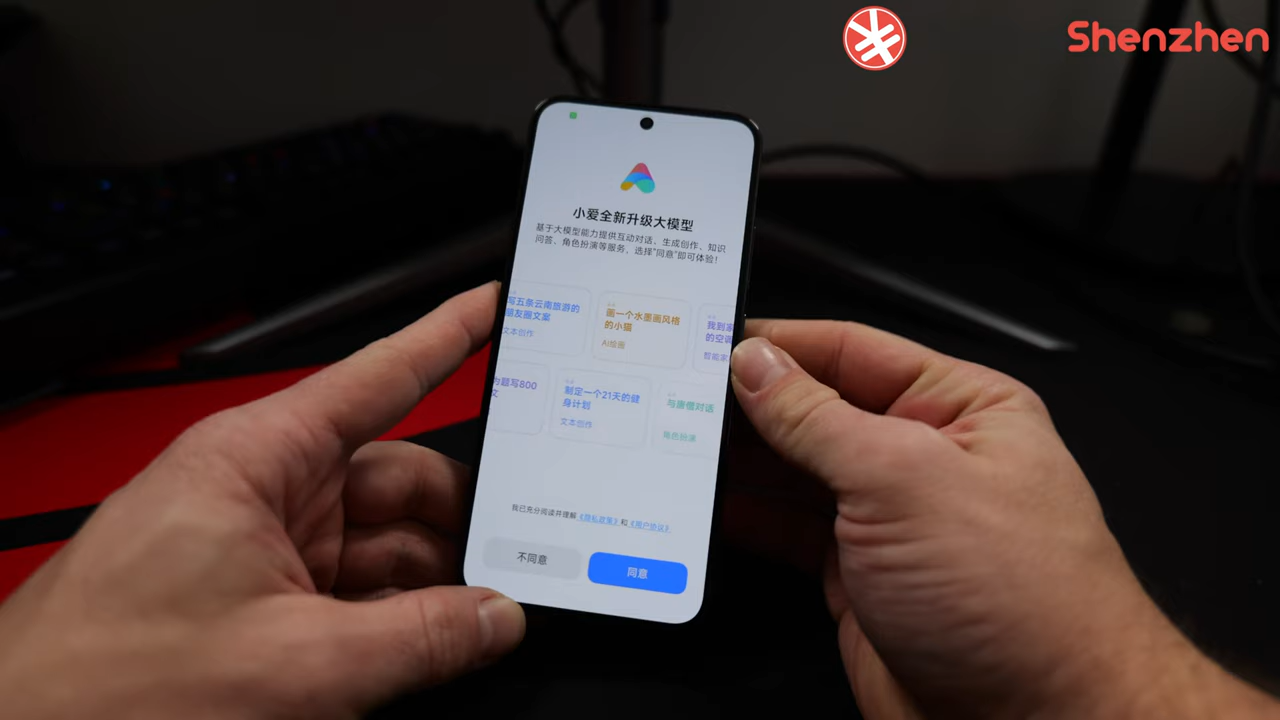 Shenzhen
小爱全新升级大模型
基于大模型能力提供互动对话、生成创作、知识
问答、角色扮演等服务，选择"同意"即可体验！
写五条云南旅游的
朋友圈文案
文本创作
画一个水墨画风格
的小猫
AI绘画
我到家
的空调
智能家
为题写800
文
制定一个21天的健
身计划
文本创作
与唐僧对话
角色扮演
我已充分阅读并理解《隐私政策》和《用户协议》
不同意
同意